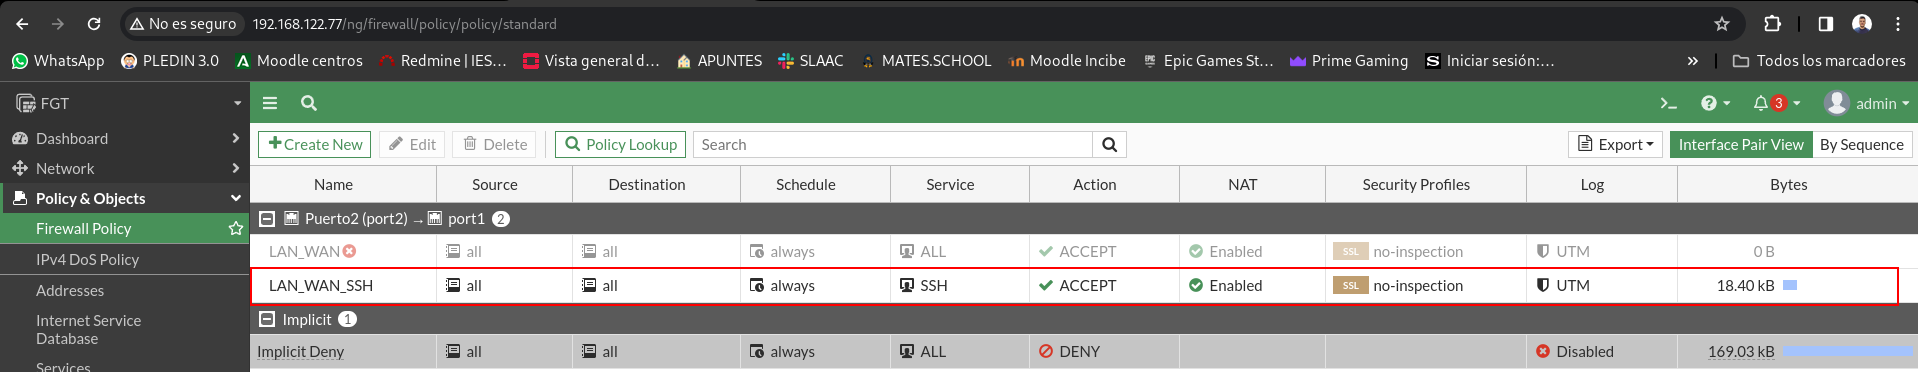 No es seguro 192.168.122.77/ng/firewall/policy/policy/standard
WhatsApp PLEDIN 3.0 Moodle centros Redmine | IES... Vista general d... APUNTES SLAAC MATES.SCHOOL Moodle Incibe Epic Games St... Prime Gaming Iniciar sesión:... » Todos los marcadores
FGT
3 admin
Dashboard
Network
Policy & Objects
Firewall Policy
IPv4 DoS Policy
Addresses
Internet Service
Database
Services
Create New Edit Delete Policy Lookup Search Export Interface Pair View By Sequence
Name Source Destination Schedule Service Action NAT Security Profiles Log Bytes
Puerto2 (port2) → port1 2
LAN_WAN all all always ALL ACCEPT Enabled SSL no-inspection UTM 0 B
LAN_WAN_SSH all all always SSH ACCEPT Enabled SSL no-inspection UTM 18.40 kB
Implicit 1
Implicit Deny all all always ALL DENY Disabled 169.03 kB